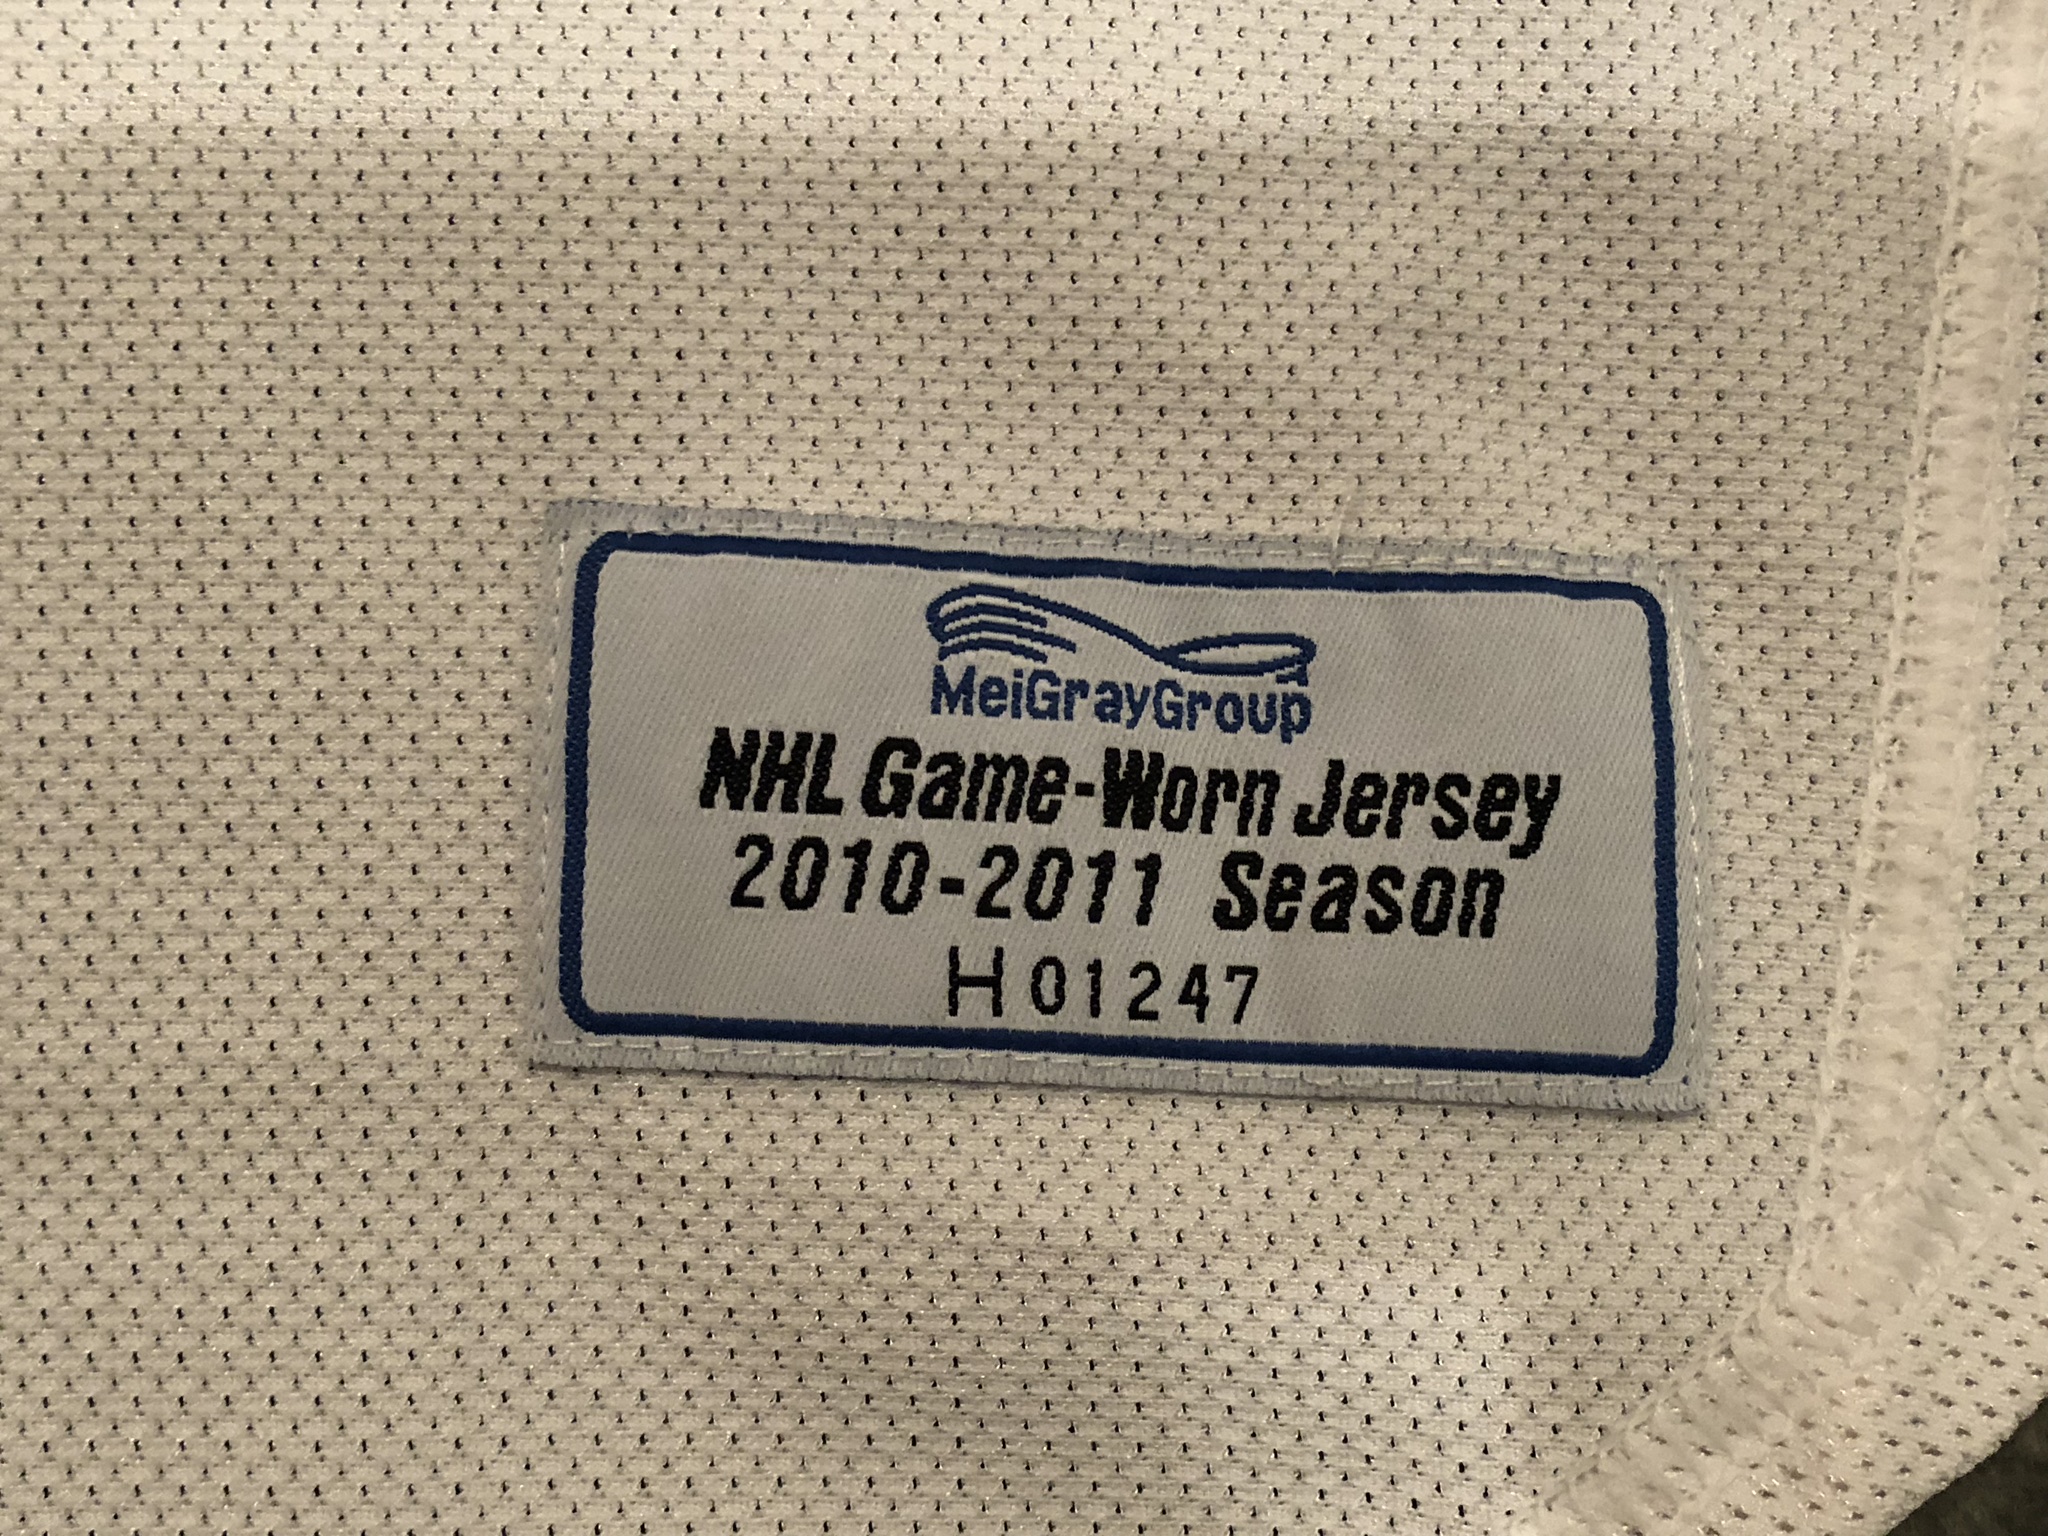 MeiGrayGroup
NHL Game-Worn Jersey
2010-2011 Season
H01247